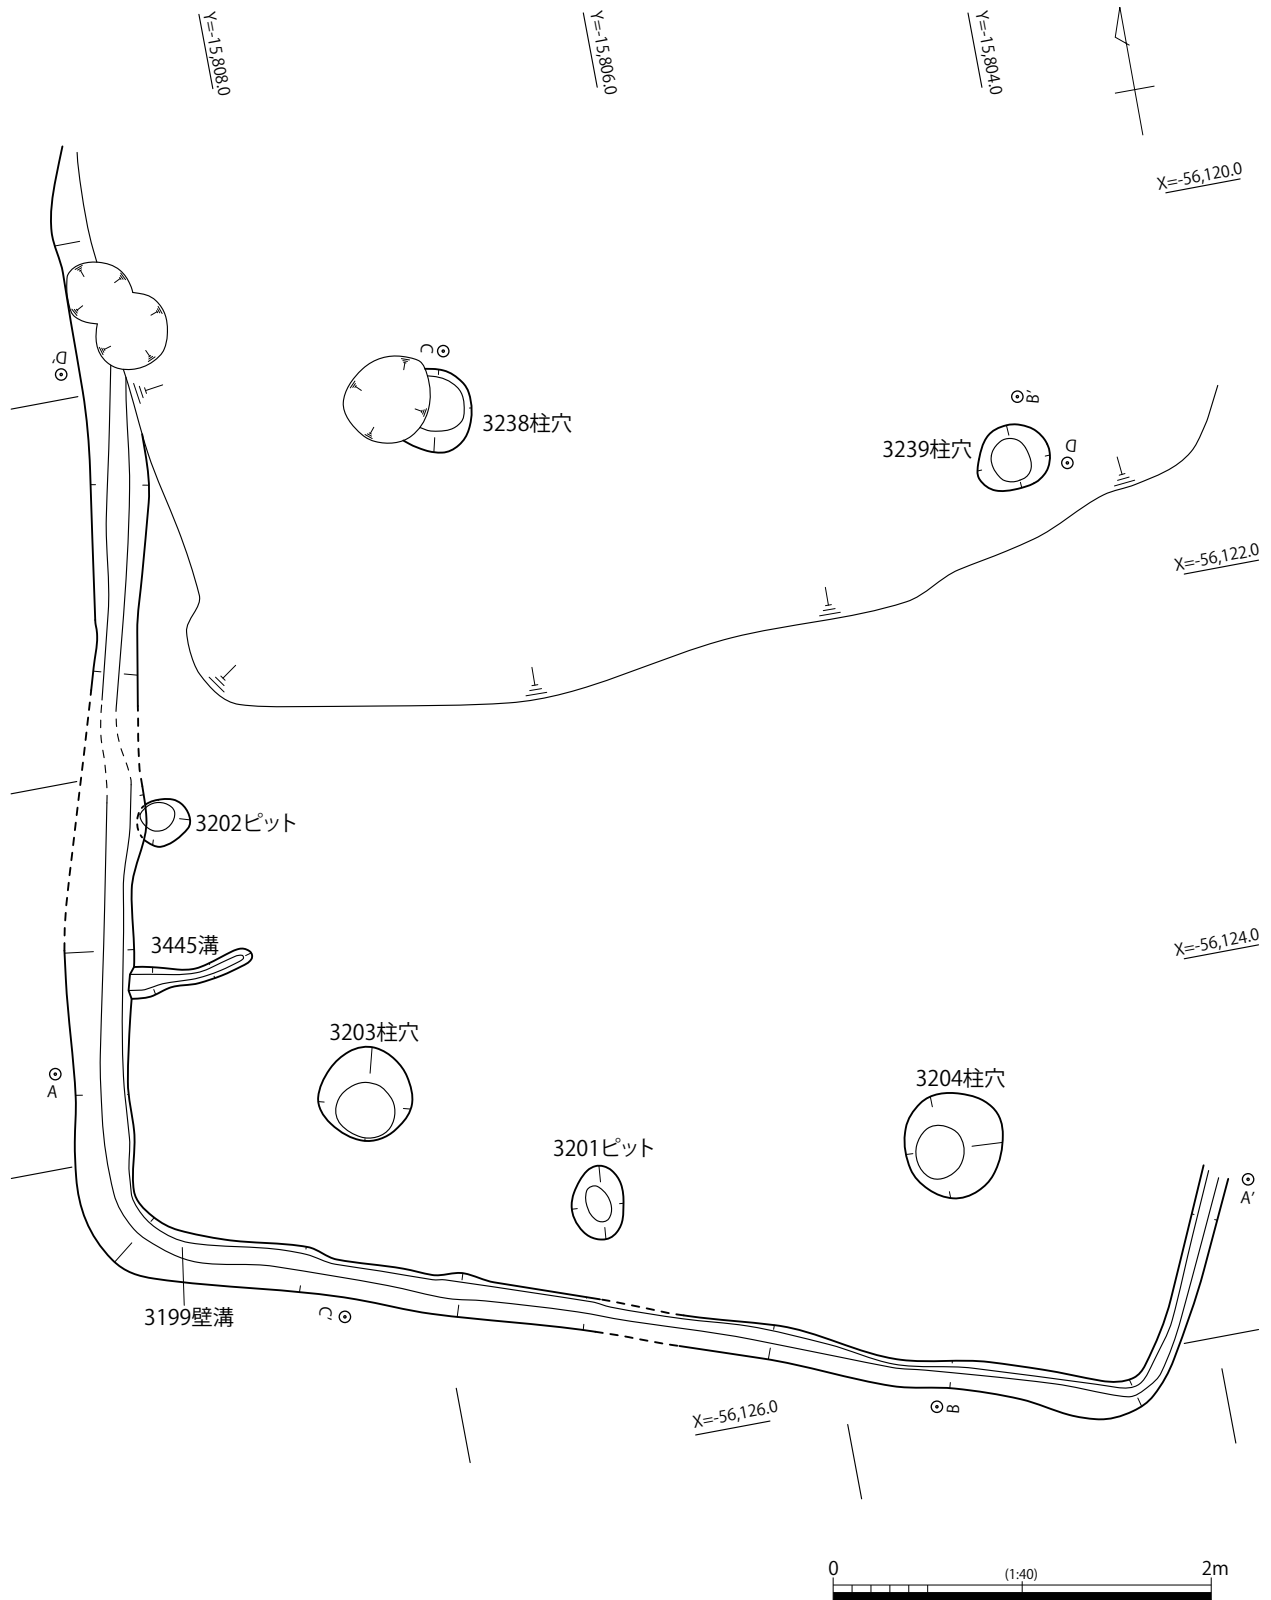 Y=-15,808.0
Y=-15,806.0
Y=-15,804.0
X=-56,120.0
D'
C
3238柱穴
B'
3239柱穴
D
X=-56,122.0
3202ピット
3445溝
X=-56,124.0
3203柱穴
A
3204柱穴
3201ピット
A'
3199壁溝
C'
B
X=-56,126.0
0
(1:40)
2m